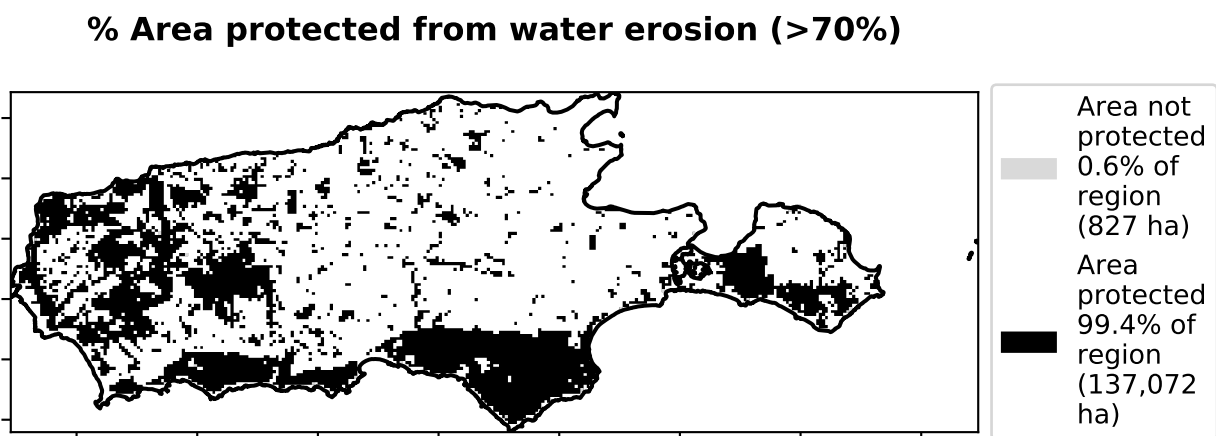 % Area protected from water erosion (>70%)
Area not
protected
0.6% of
region
(827 ha)
Area
protected
99.4% of
region
(137,072
ha)